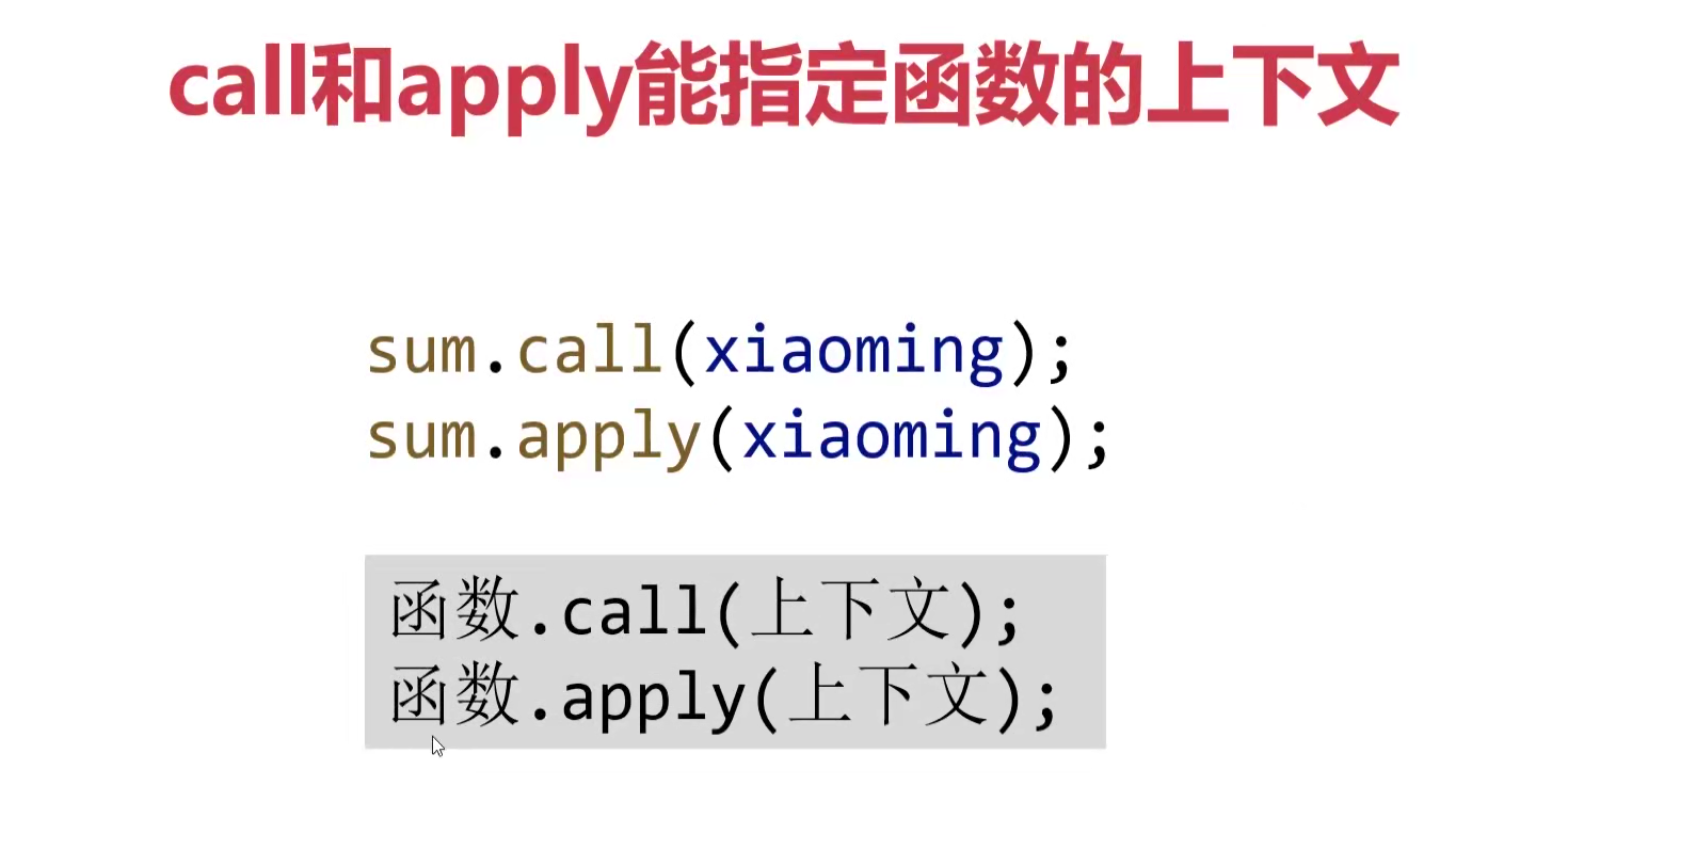 call和apply能指定函数的上下文
sum.call(xiaoming);
sum.apply(xiaoming);
函数.call(上下文);
函数.apply(上下文);